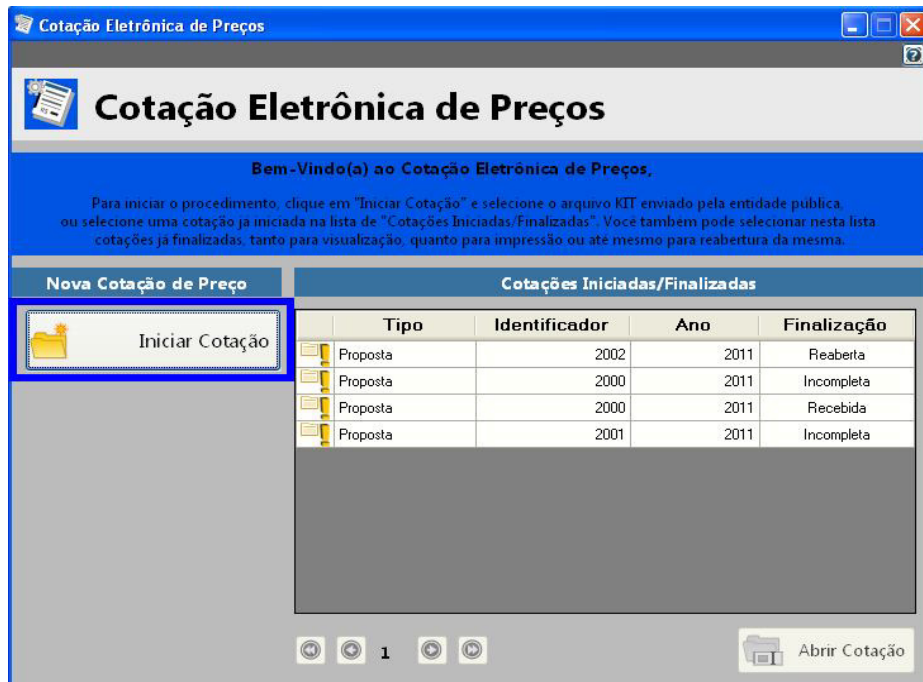 Cotação Eletrônica de Preços
Cotação Eletrônica de Preços
Bem-Vindo(a) ao Cotação Eletrônica de Preços,
Para iniciar o procedimento, clique em "Iniciar Cotação" e selecione o arquivo KIT enviado pela entidade pública,
ou selecione uma cotação já iniciada na lista de "Cotações Iniciadas/Finalizadas". Você tambem pode selecionar nesta lista
cotações já finalizadas, tanto para visualização, quanto para impressão ou até mesmo para reabertura da mesma.
Nova Cotação de Preço
Iniciar Cotação
Cotações Iniciadas/Finalizadas
Tipo Identificador Ano Finalização
Proposta 2002 2011 Reaberta
Proposta 2000 2011 Incompleta
Proposta 2000 2011 Recebida
Proposta 2001 2011 Incompleta
1
Abrir Cotação